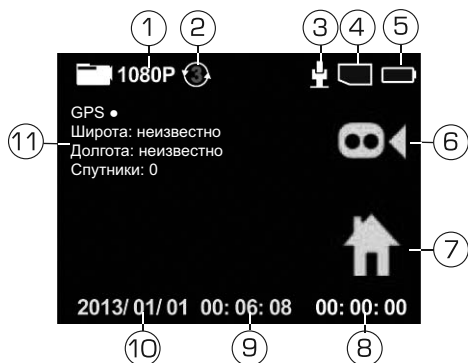 1 2 3 4 5
1080P 3
GPS ●
Широта: неизвестно
11 Долгота: неизвестно
Спутники: 0
6
7
2013/ 01/ 01 00: 06: 08 00: 00: 00
10 9 8